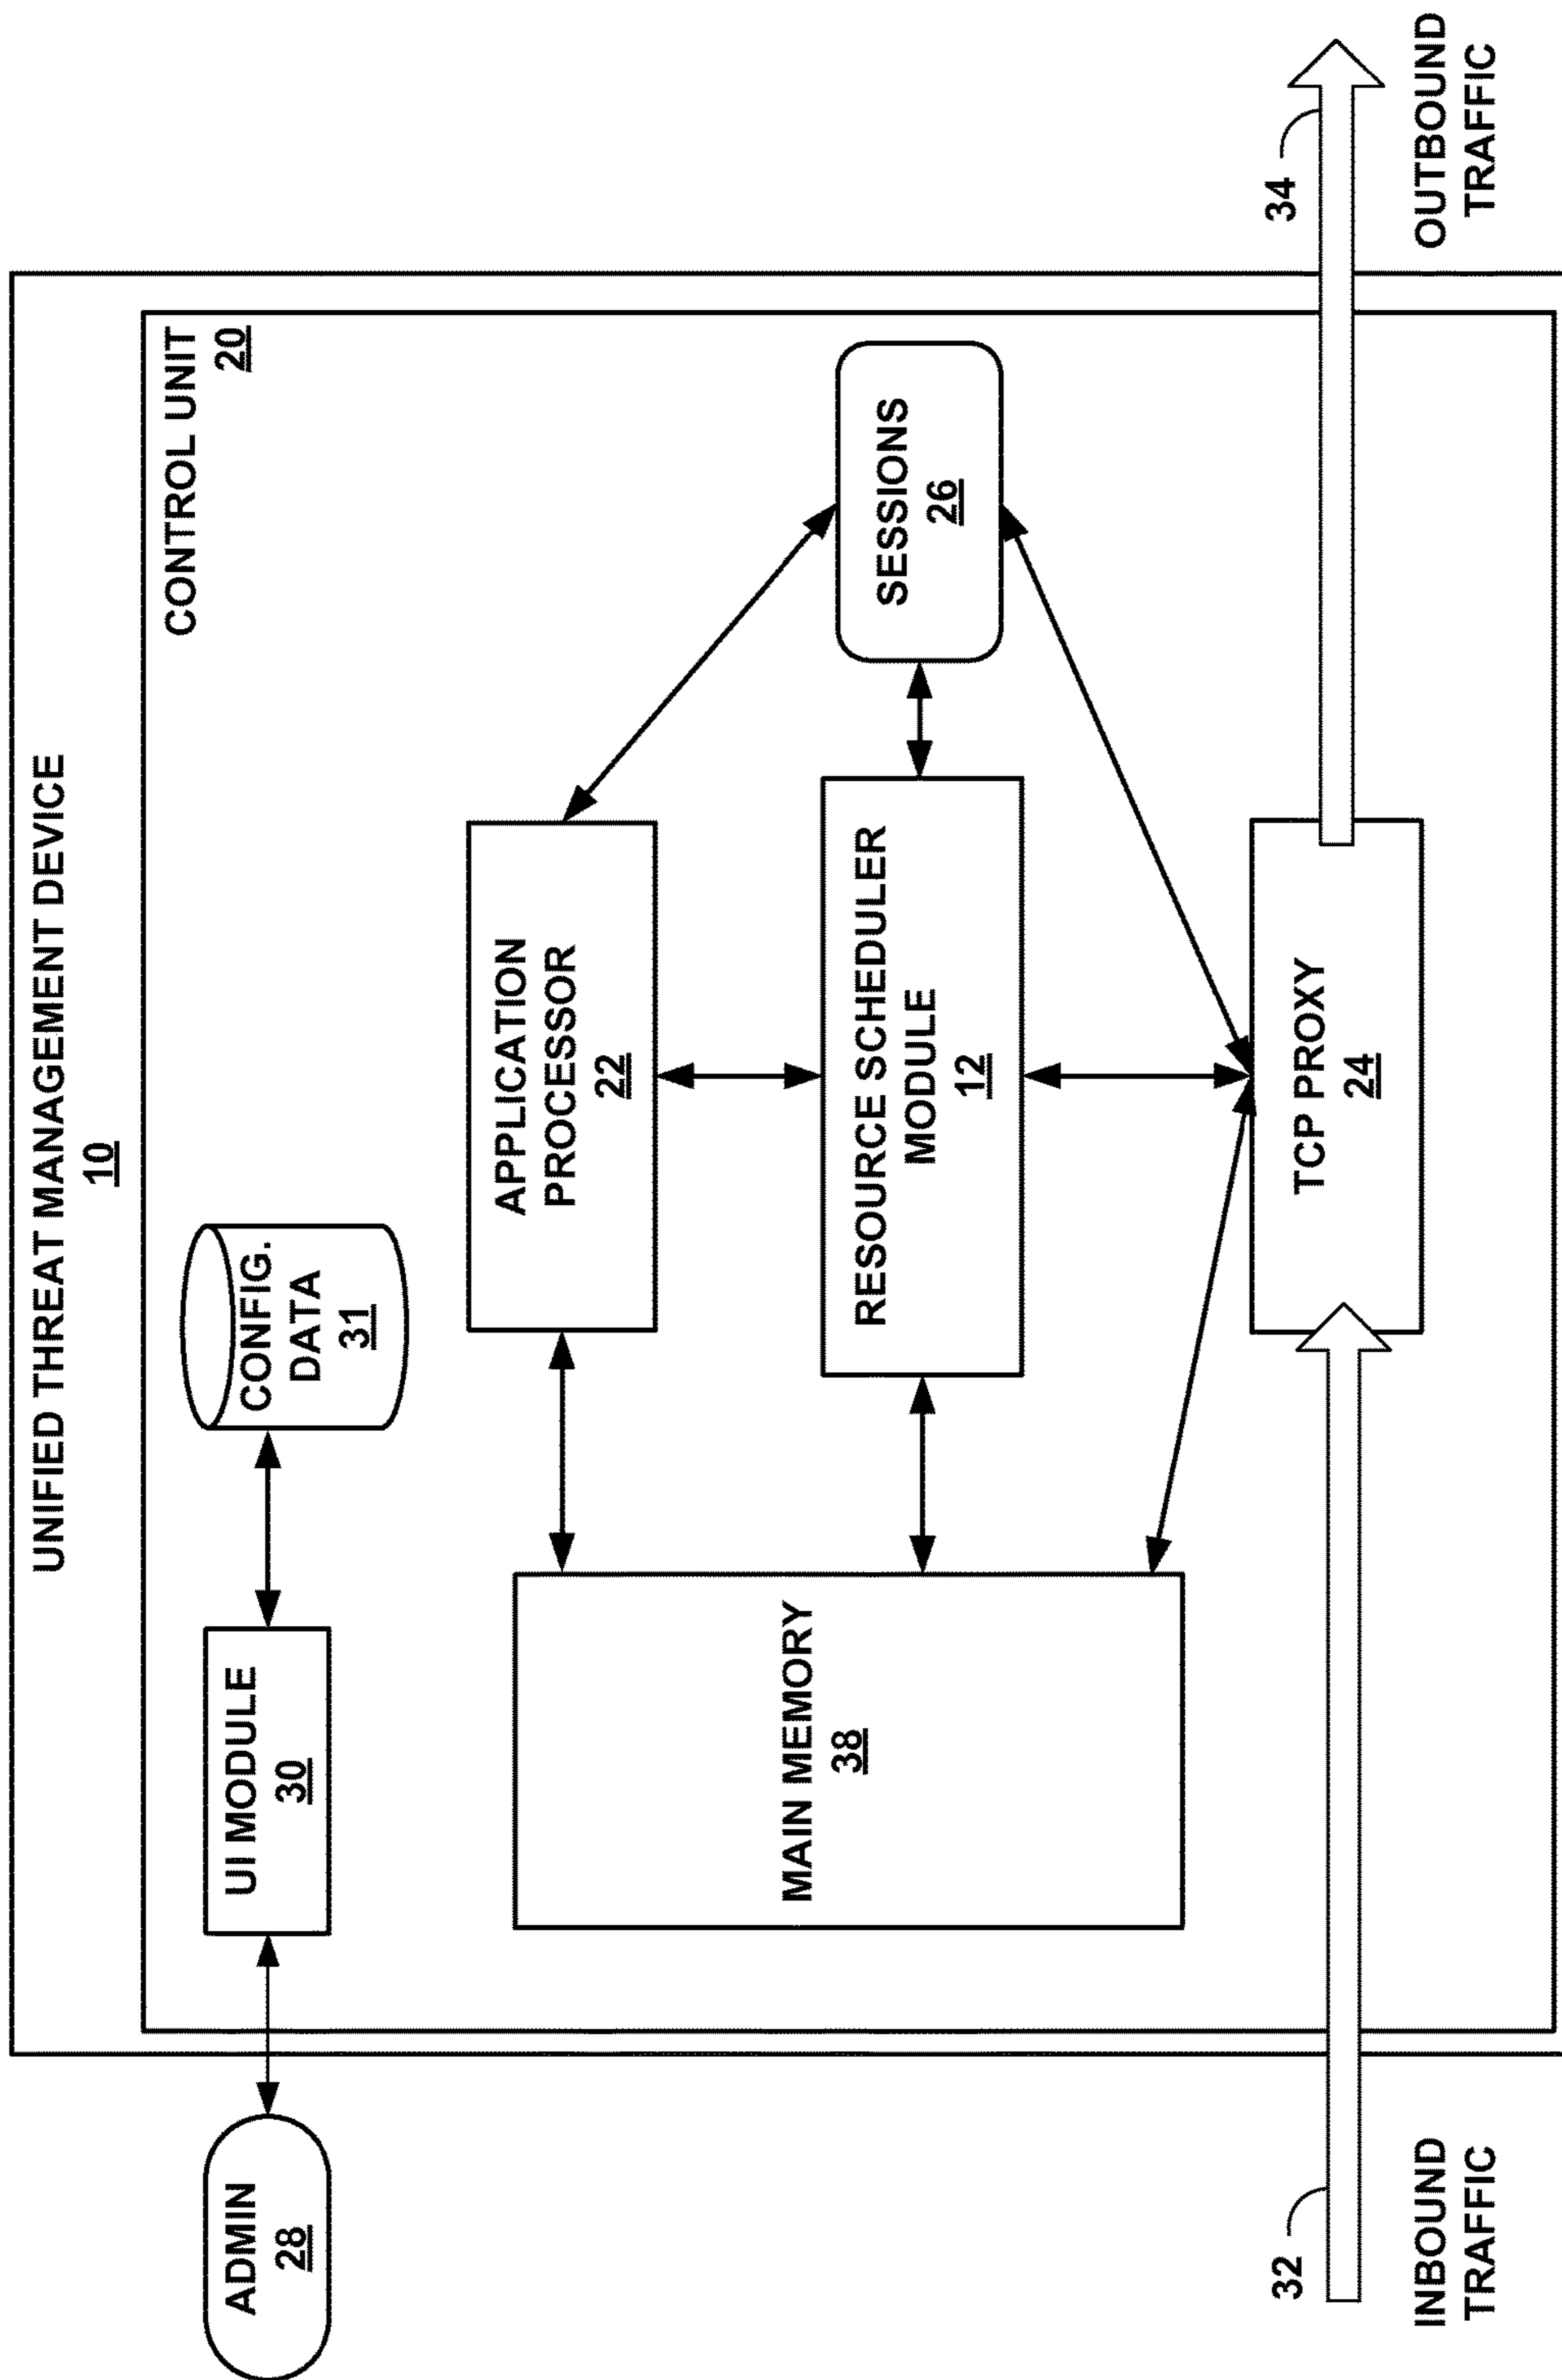 UNIFIED THREAT MANAGEMENT DEVICE
10
CONTROL UNIT
20
ADMIN
28
UI MODULE
30
CONFIG.
DATA
31
APPLICATION
PROCESSOR
22
MAIN MEMORY
38
RESOURCE SCHEDULER
MODULE
12
SESSIONS
26
TCP PROXY
24
32
INBOUND
TRAFFIC
34
OUTBOUND
TRAFFIC